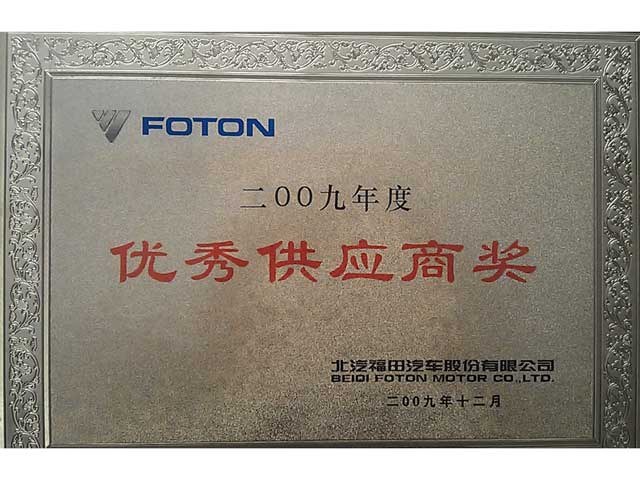 FOTON
二00九年度
优秀供应商奖
北汽福田汽车股份有限公司
BEIQI FOTON MOTOR CO.,LTD.
二00九年十二月